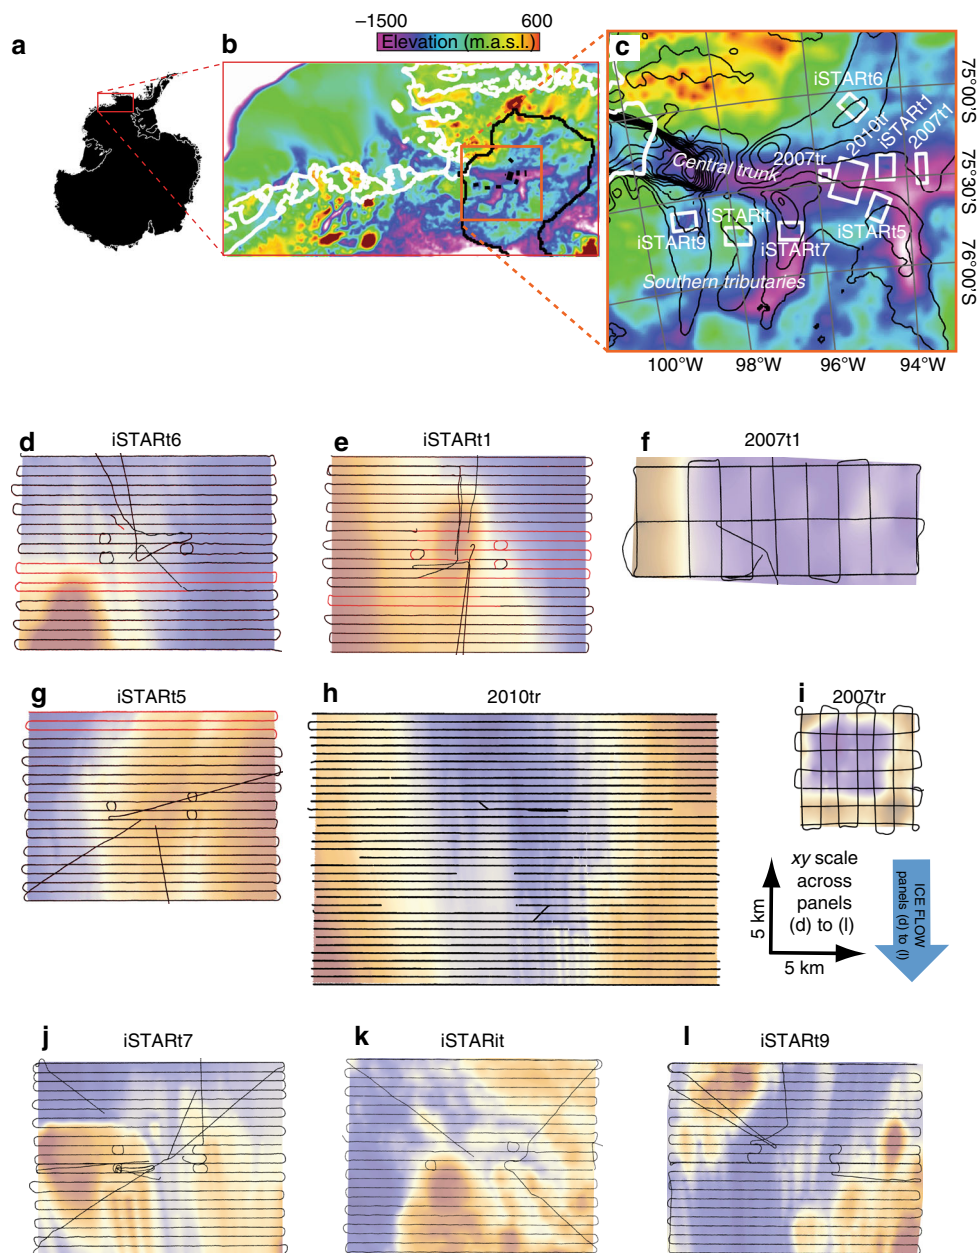 −1500 600
Elevation (m.a.s.l.)
a
b
c
iSTARt6
2010tr
iSTARt1
2007t1
2007tr
Central trunk
iSTARt9
iSTARit
iSTARt7
iSTARt5
Southern tributaries
75°00′S
75°30′S
76°00′S
100°W 98°W 96°W 94°W
d iSTARt6
e iSTARt1
f 2007t1
g iSTARt5
h 2010tr
i 2007tr
xy scale
across
panels
(d) to (l)
5 km
5 km
ICE FLOW
panels (d) to (l)
j iSTARt7
k iSTARit
l iSTARt9